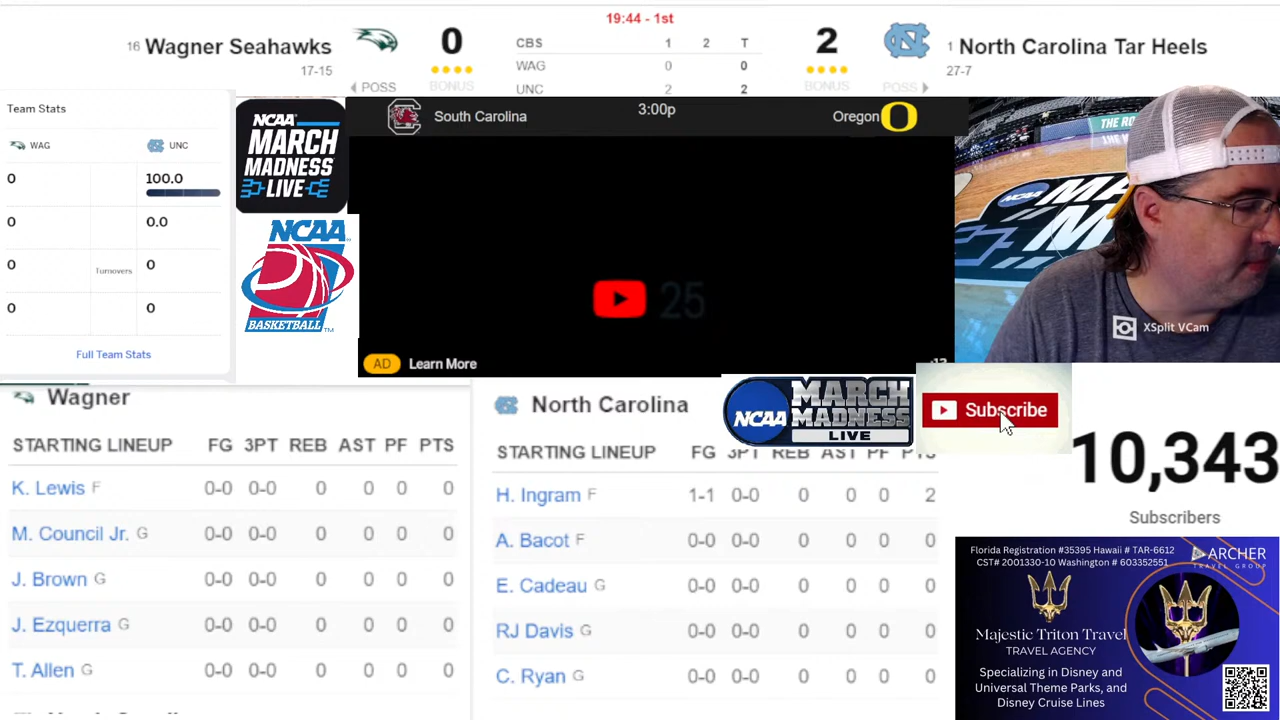 19:44 - 1st
16 Wagner Seahawks
17-15
0
BONUS
POSS
CBS 1 2 T
WAG 0 0
UNC 2 2
2
BONUS
POSS
1 North Carolina Tar Heels
27-7
Team Stats
WAG UNC
0 100.0
0 0.0
0 Turnovers 0
0 0
Full Team Stats
NCAA
MARCH
MADNESS
LIVE
NCAA
BASKETBALL
TM
South Carolina 3:00p Oregon
25
AD Learn More
THE RO
NCAA
XSplit VCam
Wagner
STARTING LINEUP FG 3PT REB AST PF PTS
K. Lewis F 0-0 0-0 0 0 0 0
M. Council Jr. G 0-0 0-0 0 0 0 0
J. Brown G 0-0 0-0 0 0 0 0
J. Ezquerra G 0-0 0-0 0 0 0 0
T. Allen G 0-0 0-0 0 0 0 0
North Carolina
STARTING LINEUP FG 3PT REB AST PF PTS
H. Ingram F 1-1 0-0 0 0 0 2
A. Bacot F 0-0 0-0 0 0 0 0
E. Cadeau G 0-0 0-0 0 0 0 0
RJ Davis G 0-0 0-0 0 0 0 0
C. Ryan G 0-0 0-0 0 0 0 0
NCAA
MARCH
MADNESS
LIVE
Subscribe
10,343
Subscribers
Florida Registration #35395 Hawaii # TAR-6612
CST# 2001330-10 Washington # 603352551
ARCHER
TRAVEL GROUP
Majestic Triton Travel
TRAVEL AGENCY
Specializing in Disney and
Universal Theme Parks, and
Disney Cruise Lines